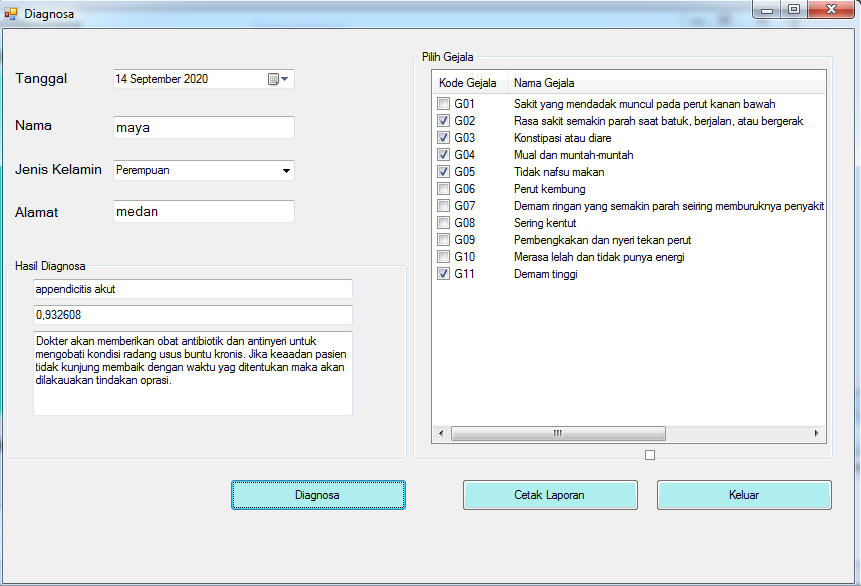 Diagnosa
Tanggal
14 September 2020
Nama
maya
Jenis Kelamin
Perempuan
Alamat
medan
Hasil Diagnosa
appendicitis akut
0,932608
Dokter akan memberikan obat antibiotik dan antinyeri untuk
mengobati kondisi radang usus buntu kronis. Jika keaadan pasien
tidak kunjung membaik dengan waktu yag ditentukan maka akan
dilakauakan tindakan oprasi.
Pilih Gejala
Kode Gejala Nama Gejala
G01 Sakit yang mendadak muncul pada perut kanan bawah
G02 Rasa sakit semakin parah saat batuk, berjalan, atau bergerak
G03 Konstipasi atau diare
G04 Mual dan muntah-muntah
G05 Tidak nafsu makan
G06 Perut kembung
G07 Demam ringan yang semakin parah seiring memburuknya penyakit
G08 Sering kentut
G09 Pembengkakan dan nyeri tekan perut
G10 Merasa lelah dan tidak punya energi
G11 Demam tinggi
Diagnosa
Cetak Laporan
Keluar